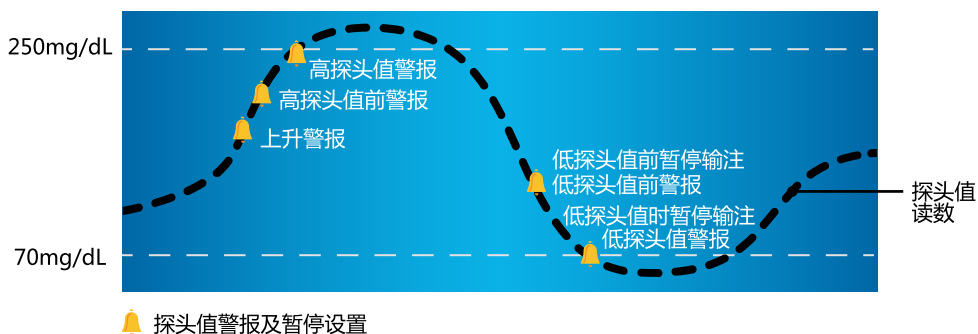 250mg/dL
高探头值警报
高探头值前警报
上升警报
低探头值前暂停输注
低探头值前警报
探头值
读数
低探头值时暂停输注
低探头值警报
70mg/dL
探头值警报及暂停设置